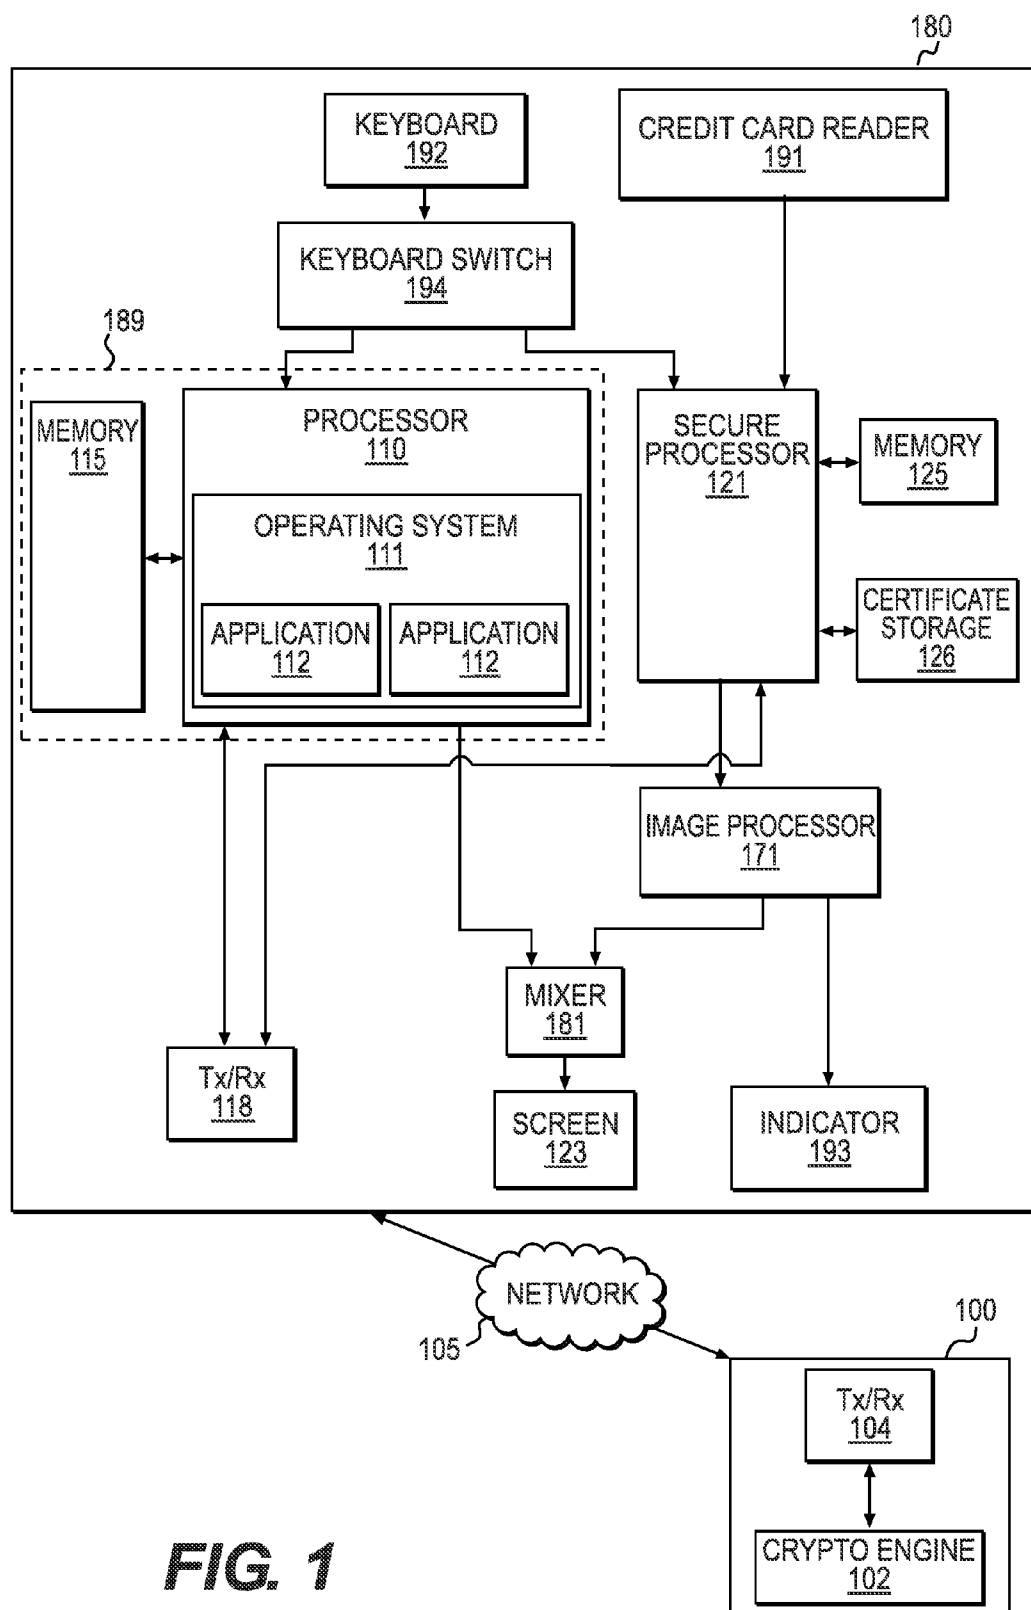 180
KEYBOARD
192
CREDIT CARD READER
191
KEYBOARD SWITCH
194
189
MEMORY
115
PROCESSOR
110
SECURE
PROCESSOR
121
MEMORY
125
OPERATING SYSTEM
111
APPLICATION
112
APPLICATION
112
CERTIFICATE
STORAGE
126
IMAGE PROCESSOR
171
MIXER
181
Tx/Rx
118
SCREEN
123
INDICATOR
193
NETWORK
105
100
Tx/Rx
104
CRYPTO ENGINE
102
FIG. 1